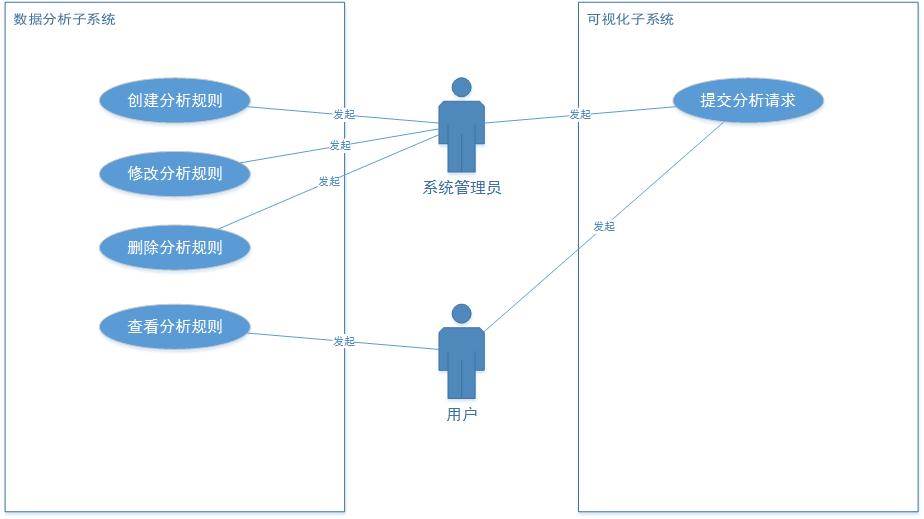 数据分析子系统
可视化子系统
创建分析规则
发起
发起
提交分析请求
发起
修改分析规则
发起
系统管理员
删除分析规则
发起
查看分析规则
发起
用户